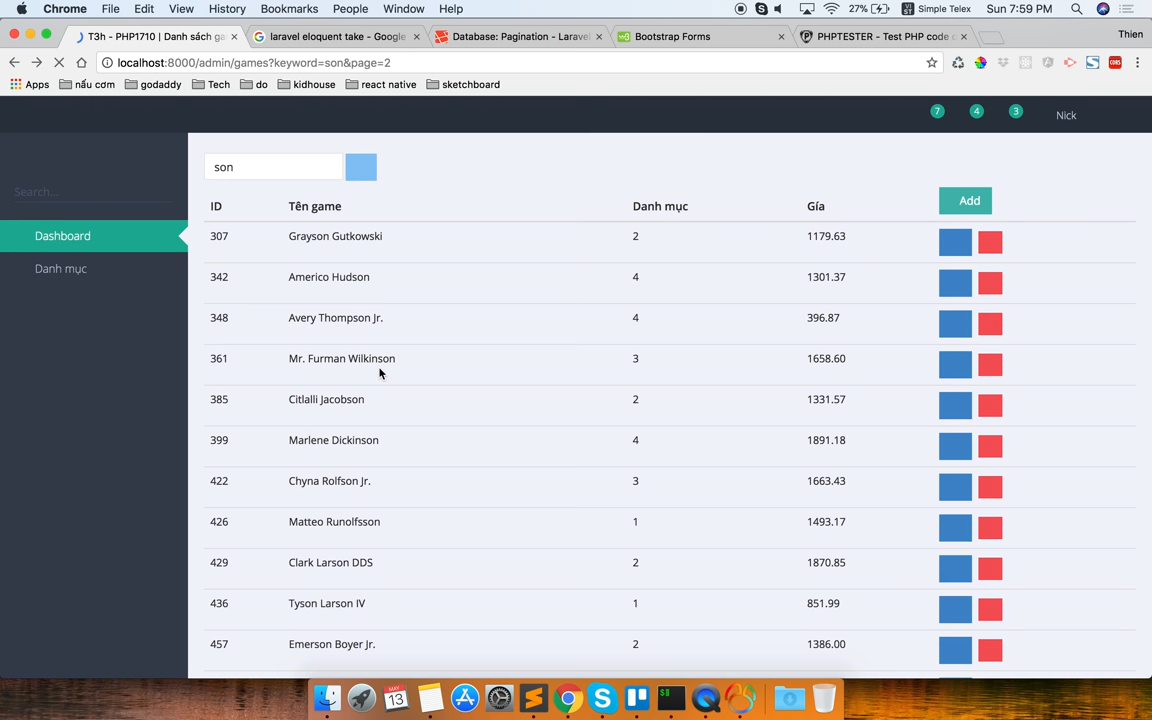 Chrome File Edit View History Bookmarks People Window Help 27% Simple Telex Sun 7:59 PM
T3h - PHP1710 | Danh sách ga laravel eloquent take - Google Database: Pagination - Larave Bootstrap Forms PHPTESTER - Test PHP code o Thien
localhost:8000/admin/games?keyword=son&page=2
Apps nấu cơm godaddy Tech do kidhouse react native sketchboard
7 4 3 Nick
son
Search...
Add
ID Tên game Danh mục Gía
Dashboard
Danh mục
307 Grayson Gutkowski 2 1179.63
342 Americo Hudson 4 1301.37
348 Avery Thompson Jr. 4 396.87
361 Mr. Furman Wilkinson 3 1658.60
385 Citlalli Jacobson 2 1331.57
399 Marlene Dickinson 4 1891.18
422 Chyna Rolfson Jr. 3 1663.43
426 Matteo Runolfsson 1 1493.17
429 Clark Larson DDS 2 1870.85
436 Tyson Larson IV 1 851.99
457 Emerson Boyer Jr. 2 1386.00
MAY
13